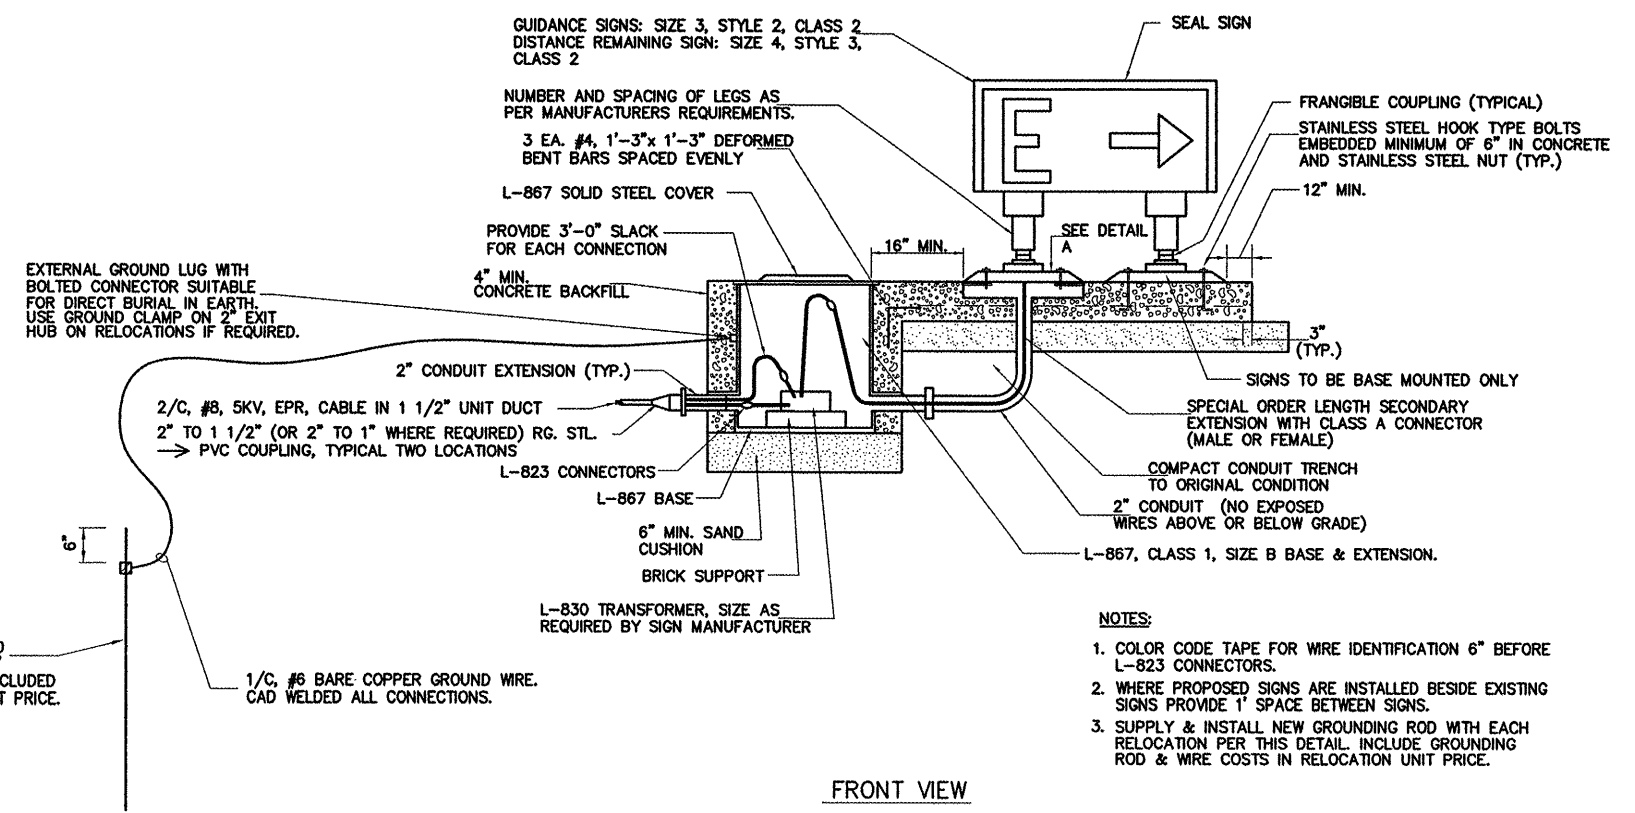 GUIDANCE SIGNS: SIZE 3, STYLE 2, CLASS 2
DISTANCE REMAINING SIGN: SIZE 4, STYLE 3,
CLASS 2
SEAL SIGN
NUMBER AND SPACING OF LEGS AS
PER MANUFACTURERS REQUIREMENTS.
3 EA. #4, 1'-3"x 1'-3" DEFORMED
BENT BARS SPACED EVENLY
L-867 SOLID STEEL COVER
PROVIDE 3'-0" SLACK
FOR EACH CONNECTION
4" MIN.
CONCRETE BACKFILL
EXTERNAL GROUND LUG WITH
BOLTED CONNECTOR SUITABLE
FOR DIRECT BURIAL IN EARTH.
USE GROUND CLAMP ON 2" EXIT
HUB ON RELOCATIONS IF REQUIRED.
E
FRANGIBLE COUPLING (TYPICAL)
STAINLESS STEEL HOOK TYPE BOLTS
EMBEDDED MINIMUM OF 6" IN CONCRETE
AND STAINLESS STEEL NUT (TYP.)
12" MIN.
SEE DETAIL
A
16" MIN.
3"
(TYP.)
2" CONDUIT EXTENSION (TYP.)
2/C, #8, 5KV, EPR, CABLE IN 1 1/2" UNIT DUCT
2" TO 1 1/2" (OR 2" TO 1" WHERE REQUIRED) RG. STL.
PVC COUPLING, TYPICAL TWO LOCATIONS
L-823 CONNECTORS
L-867 BASE
6" MIN. SAND
CUSHION
BRICK SUPPORT
L-830 TRANSFORMER, SIZE AS
REQUIRED BY SIGN MANUFACTURER
SIGNS TO BE BASE MOUNTED ONLY
SPECIAL ORDER LENGTH SECONDARY
EXTENSION WITH CLASS A CONNECTOR
(MALE OR FEMALE)
COMPACT CONDUIT TRENCH
TO ORIGINAL CONDITION
2" CONDUIT (NO EXPOSED
WIRES ABOVE OR BELOW GRADE)
L-867, CLASS 1, SIZE B BASE & EXTENSION.
6"
CLUDED
T PRICE.
1/C, #6 BARE COPPER GROUND WIRE.
CAD WELDED ALL CONNECTIONS.
NOTES:
1. COLOR CODE TAPE FOR WIRE IDENTIFICATION 6" BEFORE
L-823 CONNECTORS.
2. WHERE PROPOSED SIGNS ARE INSTALLED BESIDE EXISTING
SIGNS PROVIDE 1' SPACE BETWEEN SIGNS.
3. SUPPLY & INSTALL NEW GROUNDING ROD WITH EACH
RELOCATION PER THIS DETAIL. INCLUDE GROUNDING
ROD & WIRE COSTS IN RELOCATION UNIT PRICE.
FRONT VIEW